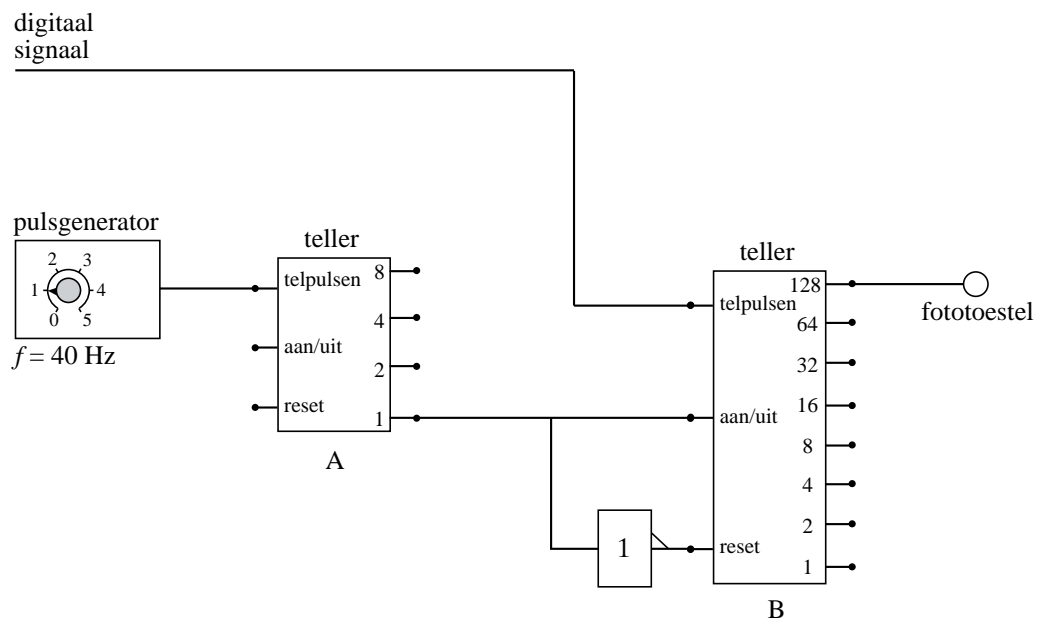 digitaal
signaal
pulsgenerator
2 3
1 4
0 5
f = 40 Hz
teller
telpulsen 8
4
aan/uit
2
reset
1
A
1
teller
128
telpulsen
64
32
16
aan/uit
8
4
2
reset
1
B
fototoestel